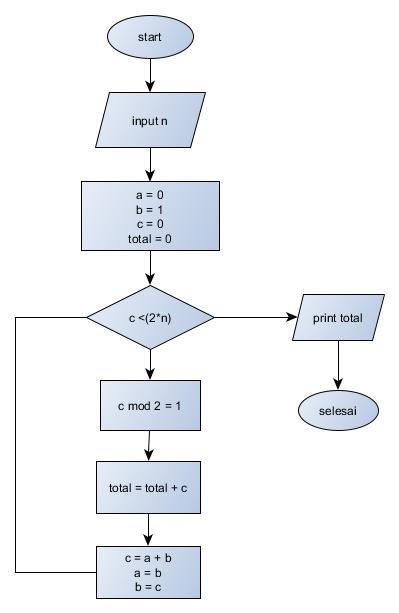 start
input n
a = 0
b = 1
c = 0
total = 0
c <(2*n)
print total
c mod 2 = 1
selesai
total = total + c
c = a + b
a = b
b = c